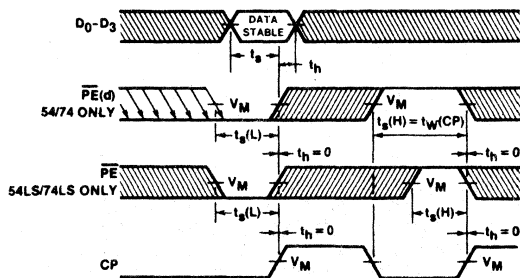 D0-D3
DATA
STABLE
ts
th
PE(d)
54/74 ONLY
VM
VM
ts(L)
ts(H) = tW(CP)
th = 0
th = 0
PE
54LS/74LS ONLY
VM
VM
ts(L)
ts(H)
th = 0
th = 0
CP
VM
VM